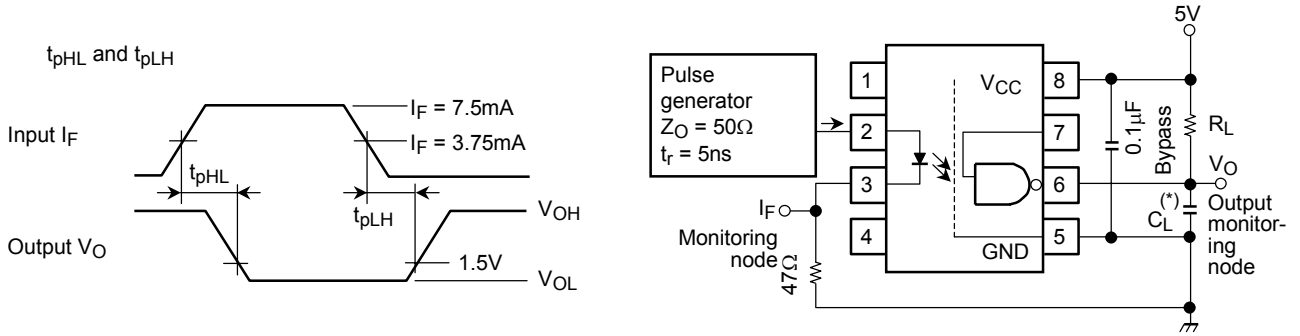 tpHL and tpLH
Input IF
IF = 7.5mA
IF = 3.75mA
tpHL
tpLH
Output VO
VOH
1.5V
VOL
Pulse
generator
ZO = 50Ω
tr = 5ns
IF
Monitoring
node
47Ω
1
2
3
4
VCC
GND
8
7
6
5
5V
0.1μF
Bypass
RL
VO
(*)
CL
Output
monitor-
ing
node